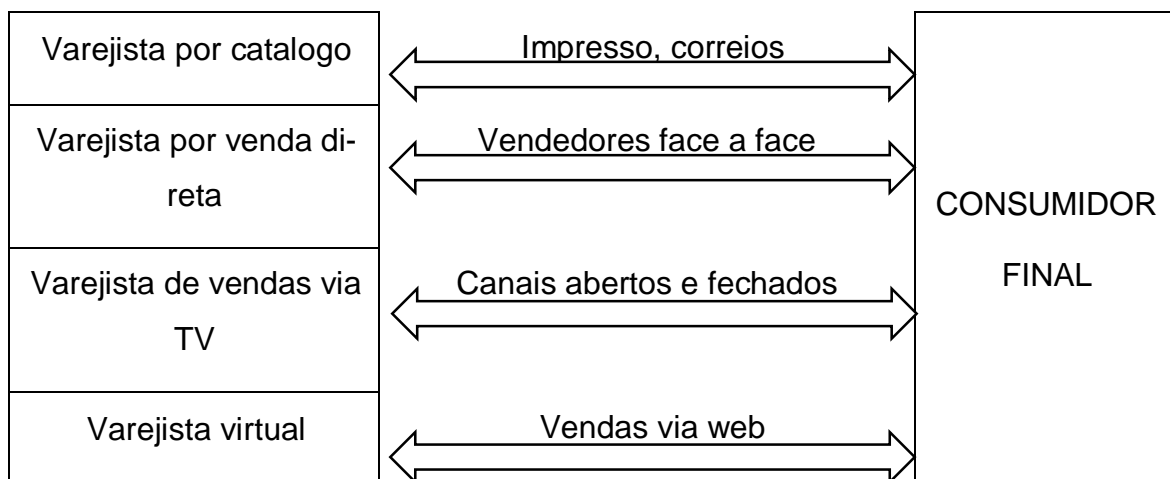 Varejista por catalogo
Impresso, correios
Varejista por venda di-
reta
Vendedores face a face
Varejista de vendas via
TV
Canais abertos e fechados
Varejista virtual
Vendas via web
CONSUMIDOR
FINAL